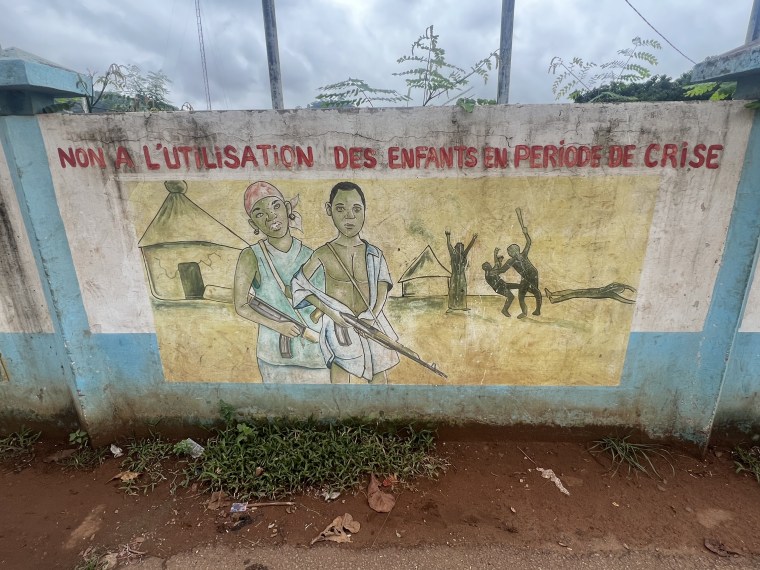 NON A L'UTILISATION DES ENFANTS EN PERIODE DE CRISE